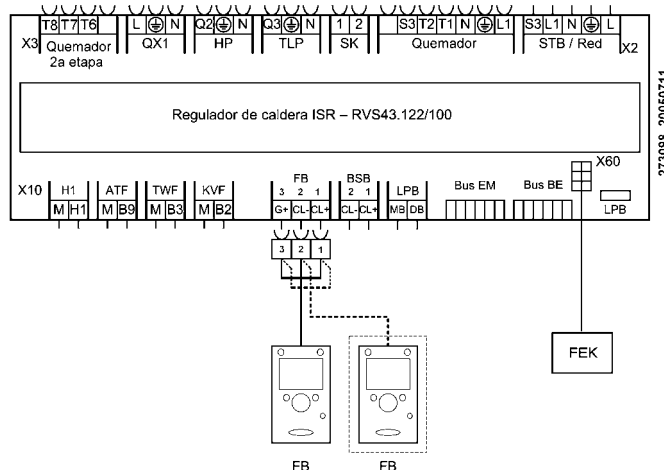 T8 T7 T6 L N Q2 N Q3 N 1 2 S3 T2 T1 N L1 S3 L1 N L
X3 Quemador QX1 HP TLP SK Quemador STB / Red X2
2a etapa
Regulador de caldera ISR – RVS43.122/100
273098_20050711
X60
FB BSB
X10 H1 ATF TWF KVF 3 2 1 2 1 LPB Bus EM Bus BE
M H1 M B9 M B3 M B2 G+ CL- CL+ CL- CL+ MB DB LPB
3 2 1
FEK
FB FB